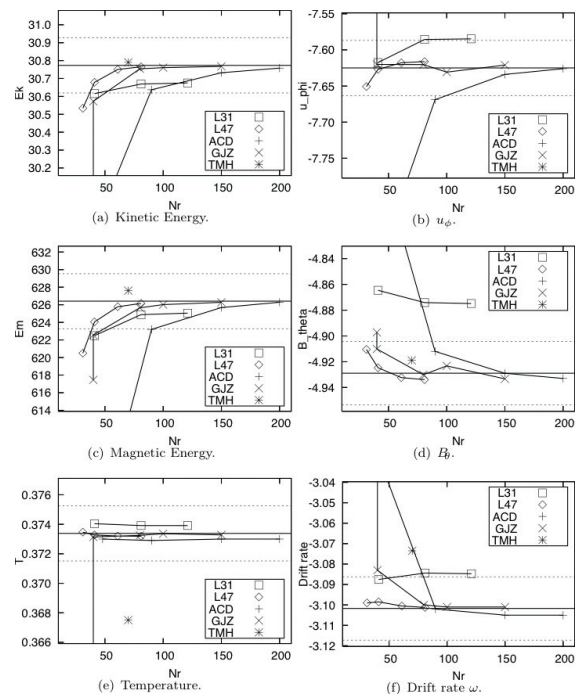 31.0
30.9
30.8
30.7
30.6
30.5
30.4
30.3
30.2
Ek
50 100 150 200
Nr
L31
L47
ACD
GJZ
TMH
(a) Kinetic Energy.
-7.55
-7.60
-7.65
-7.70
-7.77
u_phi
50 100 150 200
Nr
L31
L47
ACD
GJZ
TMH
(b) uϕ.
632
630
628
626
624
622
620
618
616
614
Em
50 100 150 200
Nr
L31
L47
ACD
GJZ
TMH
(c) Magnetic Energy.
-4.84
-4.86
-4.88
-4.90
-4.92
-4.94
B_theta
50 100 150 200
Nr
L31
L47
ACD
GJZ
TMH
(d) Bθ.
0.376
0.374
0.372
0.370
0.368
0.366
T
50 100 150 200
Nr
L31
L47
ACD
GJZ
TMH
(e) Temperature.
-3.04
-3.05
-3.06
-3.07
-3.08
-3.09
-3.10
-3.11
-3.12
Drift rate
50 100 150 200
Nr
L31
L47
ACD
GJZ
TMH
(f) Drift rate ω.